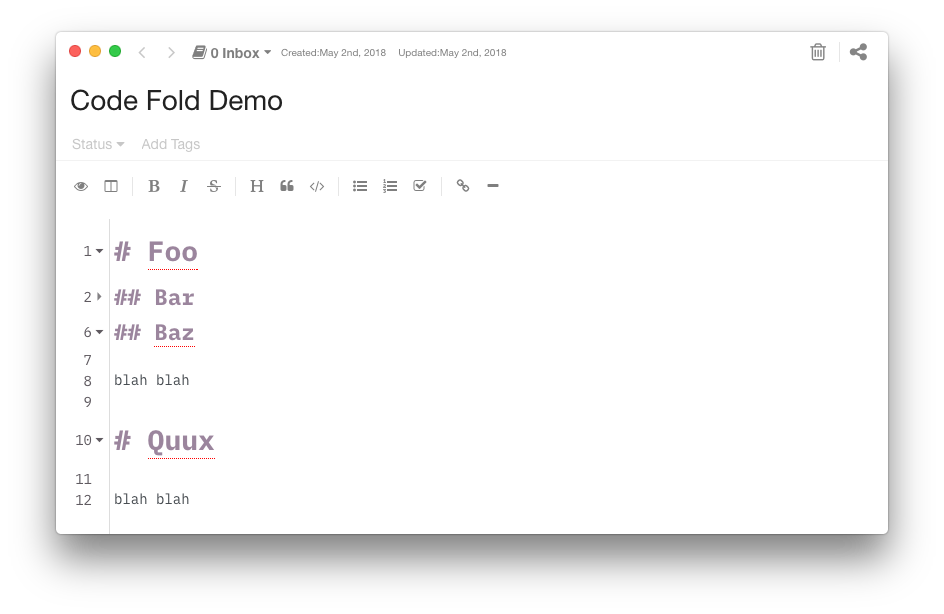 0 Inbox Created:May 2nd, 2018 Updated:May 2nd, 2018
Code Fold Demo
Status Add Tags
B I S H </>
1 # Foo
2 ## Bar
6 ## Baz
7
8 blah blah
9
10 # Quux
11
12 blah blah